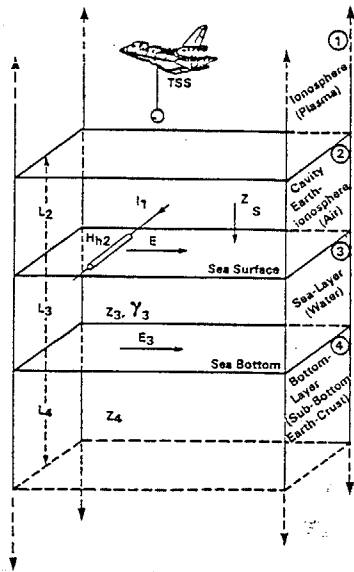 1
TSS
Ionosphere
(Plasma)
2
Cavity
Earth-
ionosphere
(Air)
L2
I1
ZS
Hh2
E
Sea Surface
3
Sea-Layer
(Water)
L3
Z3, γ3
E3
Sea Bottom
4
Bottom-
Layer
(Sub-Bottom
Earth-Crust)
L4
Z4